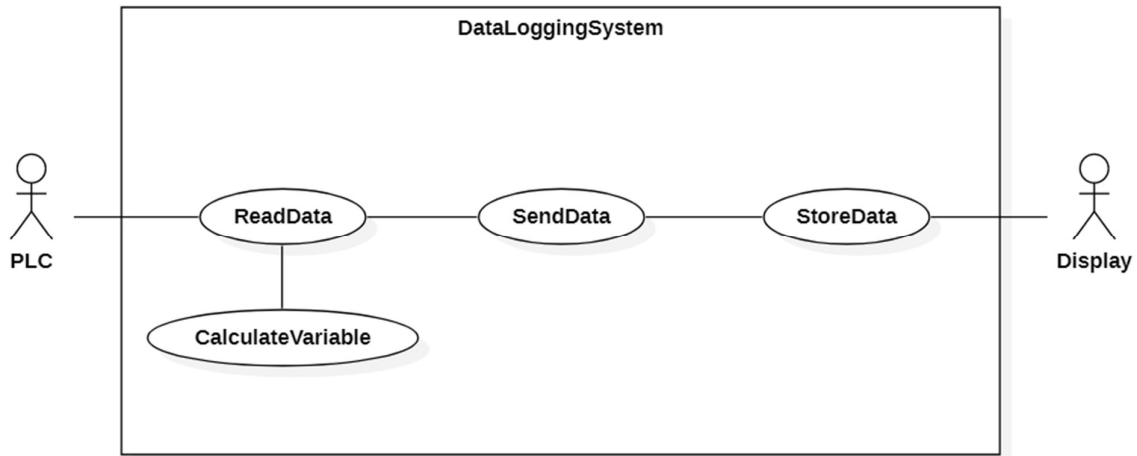 DataLoggingSystem
PLC
ReadData
SendData
StoreData
Display
CalculateVariable